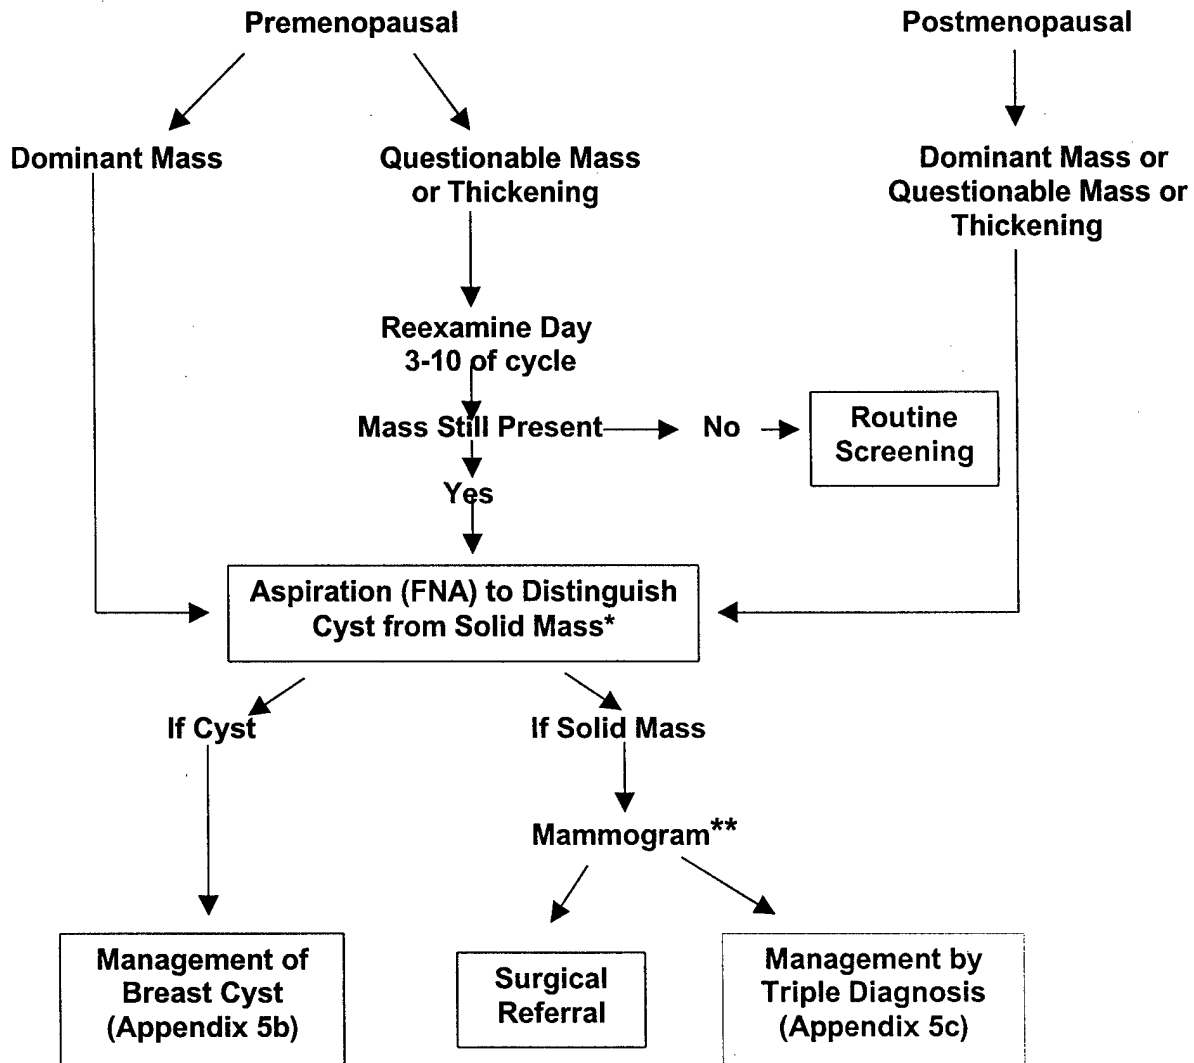 Premenopausal
Postmenopausal
Dominant Mass
Questionable Mass
or Thickening
Dominant Mass or
Questionable Mass or
Thickening
Reexamine Day
3-10 of cycle
Mass Still Present
No
Routine
Screening
Yes
Aspiration (FNA) to Distinguish
Cyst from Solid Mass*
If Cyst
If Solid Mass
Mammogram**
Management of
Breast Cyst
(Appendix 5b)
Surgical
Referral
Management by
Triple Diagnosis
(Appendix 5c)